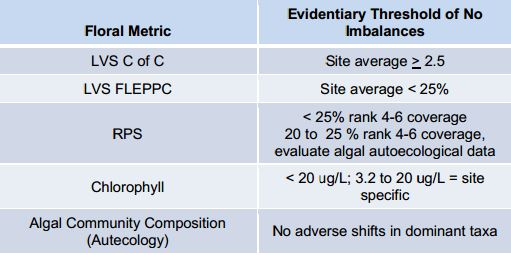 Floral Metric
Evidentiary Threshold of No
Imbalances
LVS C of C
Site average ≥ 2.5
LVS FLEPPC
Site average < 25%
RPS
< 25% rank 4-6 coverage
20 to 25 % rank 4-6 coverage,
evaluate algal autoecological data
Chlorophyll
< 20 ug/L; 3.2 to 20 ug/L = site
specific
Algal Community Composition
(Autecology)
No adverse shifts in dominant taxa